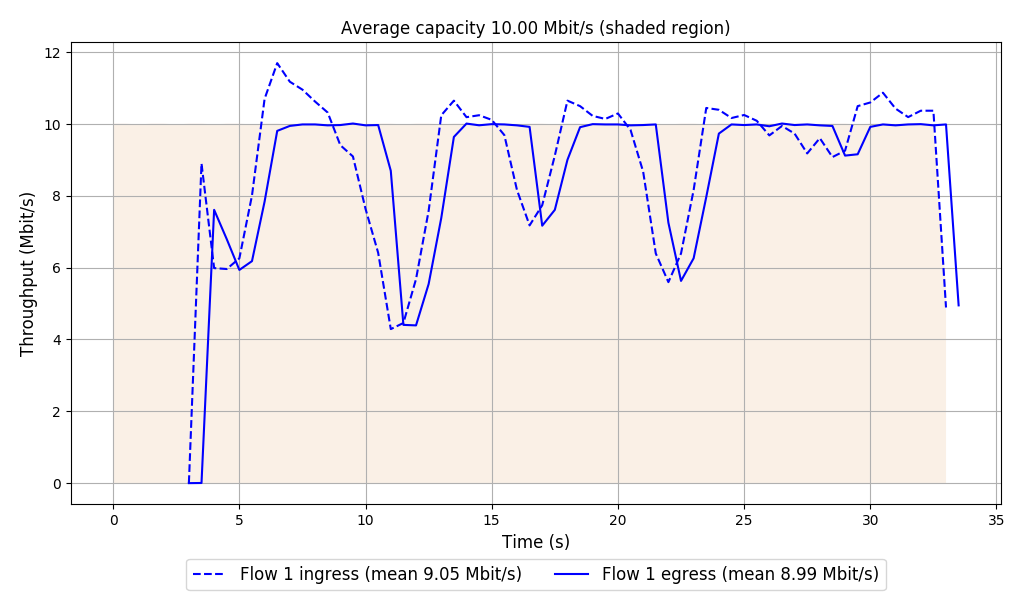 Average capacity 10.00 Mbit/s (shaded region)
12
10
8
6
4
2
0
Throughput (Mbit/s)
0 5 10 15 20 25 30 35
Time (s)
Flow 1 ingress (mean 9.05 Mbit/s) Flow 1 egress (mean 8.99 Mbit/s)